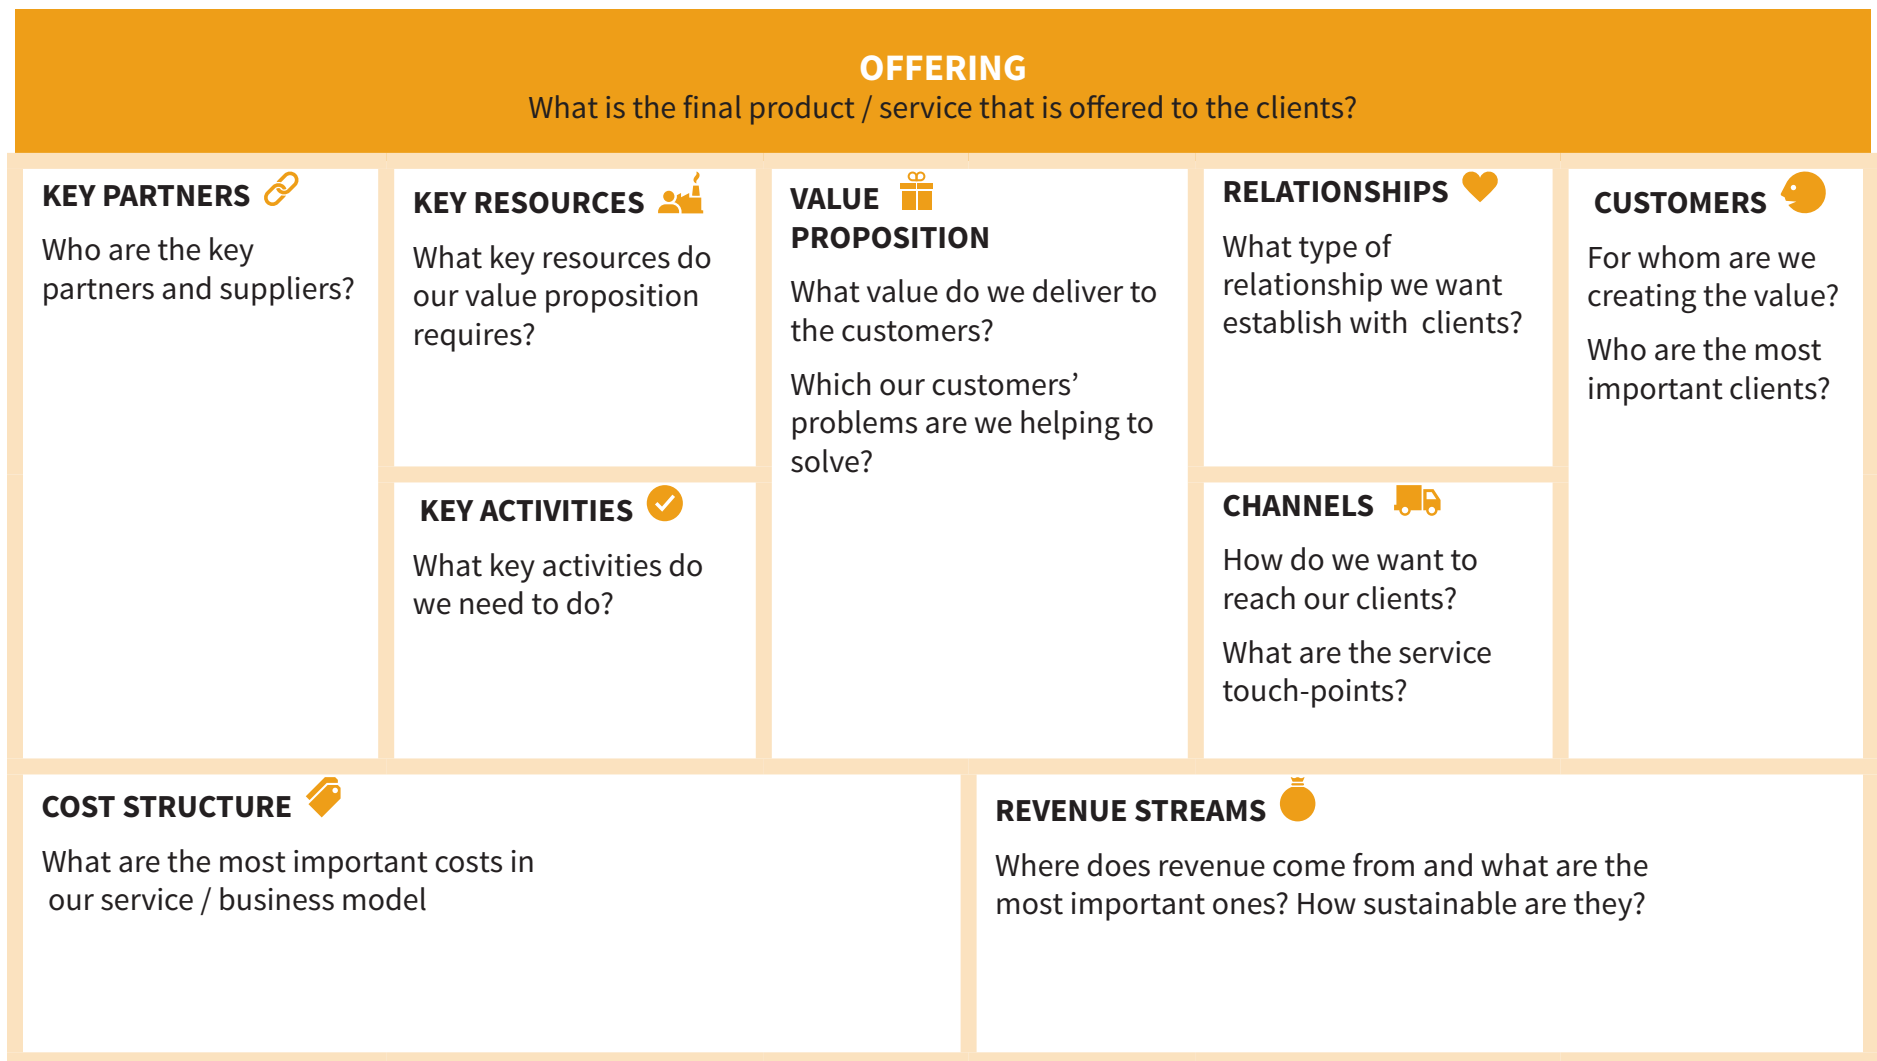 OFFERING
What is the final product / service that is offered to the clients?
KEY PARTNERS
Who are the key
partners and suppliers?
KEY RESOURCES
What key resources do
our value proposition
requires?
KEY ACTIVITIES
What key activities do
we need to do?
VALUE
PROPOSITION
What value do we deliver to
the customers?
Which our customers’
problems are we helping to
solve?
RELATIONSHIPS
What type of
relationship we want
establish with  clients?
CHANNELS
How do we want to
reach our clients?
What are the service
touch-points?
CUSTOMERS
For whom are we
creating the value?
Who are the most
important clients?
COST STRUCTURE
What are the most important costs in
our service / business model
REVENUE STREAMS
Where does revenue come from and what are the
most important ones? How sustainable are they?